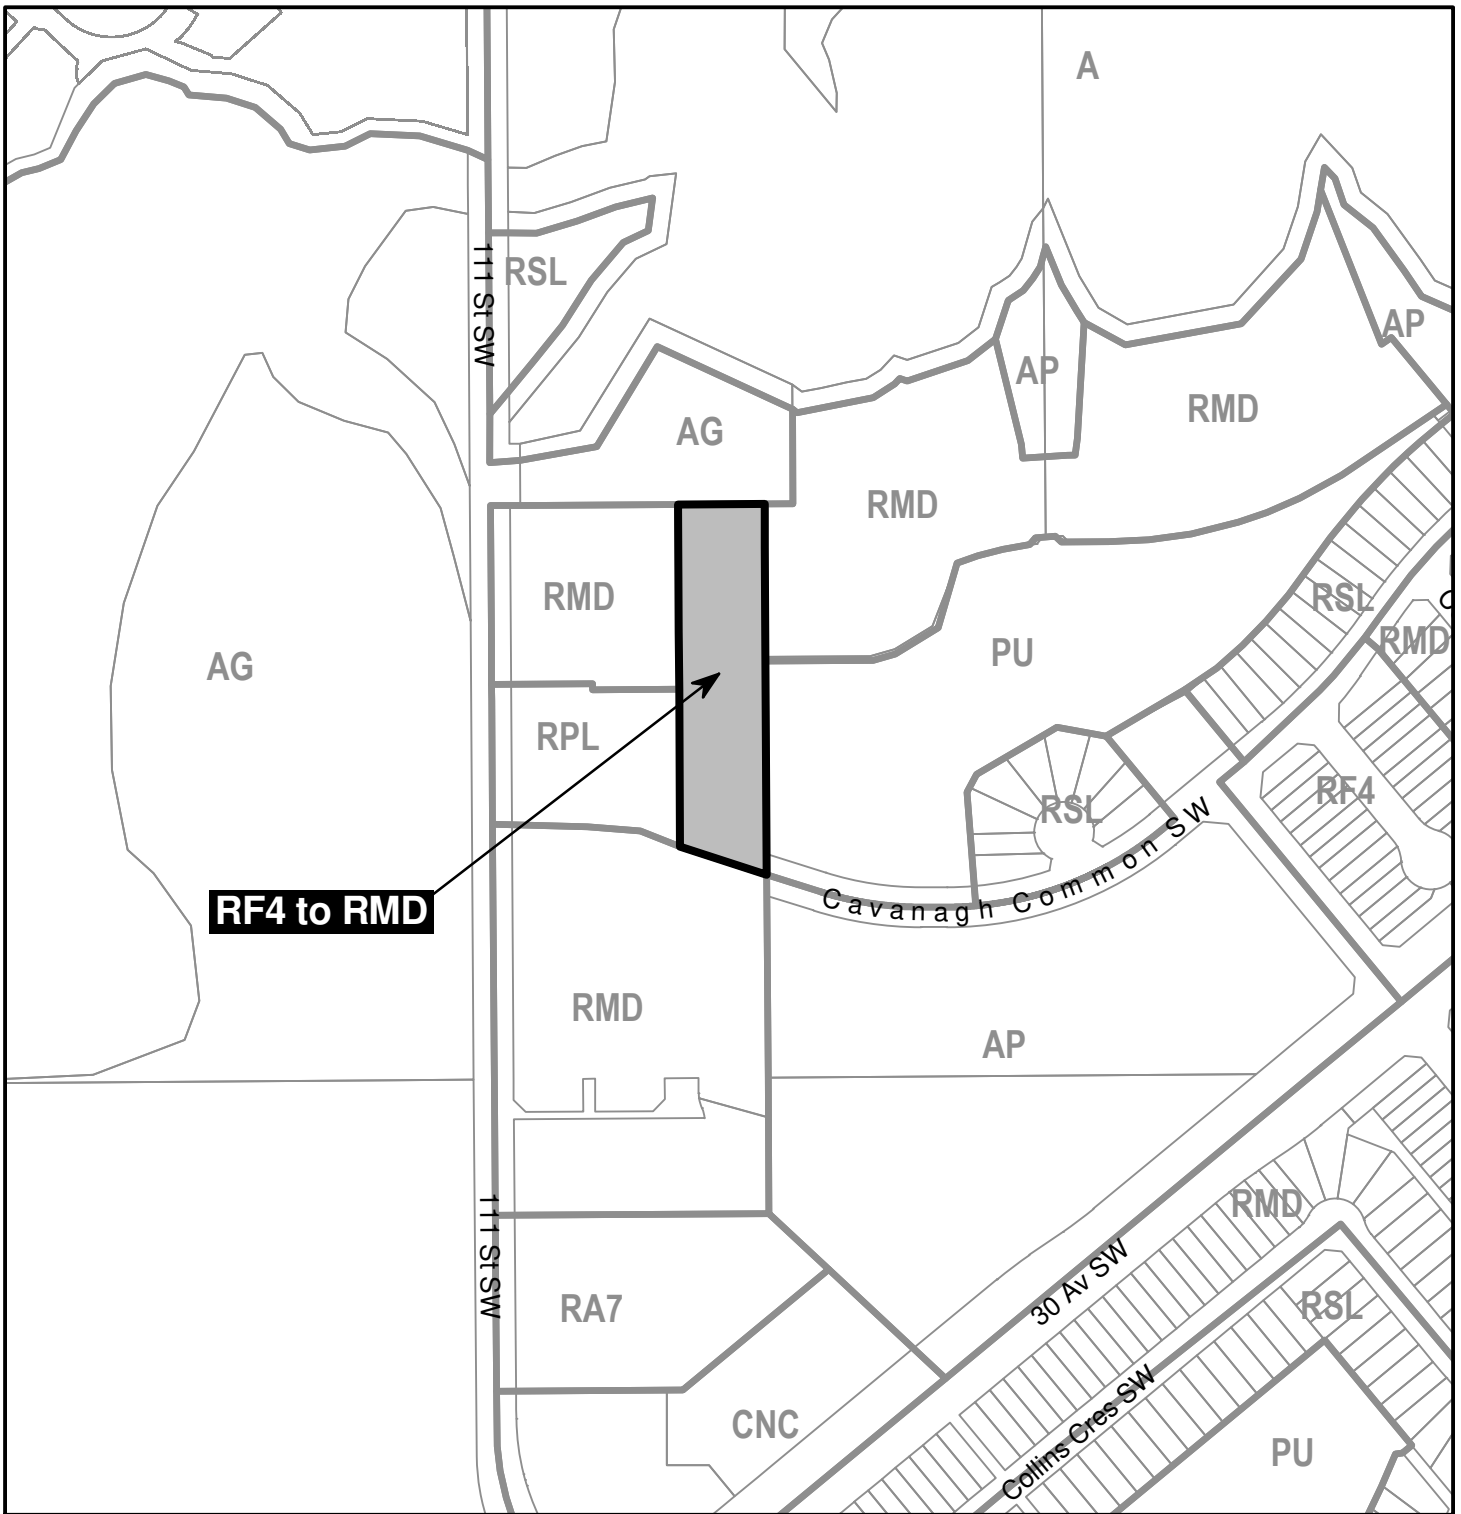 A
111 St SW
RSL
AP
AP
RMD
AG
RMD
RMD
RSL
C
RMD
PU
AG
RPL
RF4
RSL
Cavanagh Common SW
RF4 to RMD
RMD
AP
RMD
111 St SW
30 Av SW
RA7
RSL
Collins Cres SW
CNC
PU